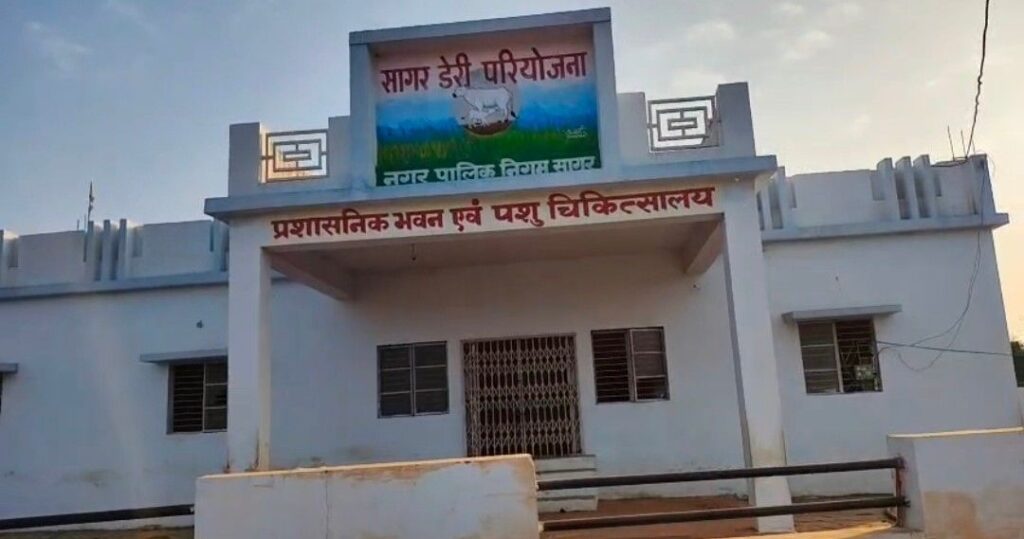 सागर डेरी परियोजना
नगर पालिक निगम सागर
प्रशासनिक भवन एवं पशु चिकित्सालय